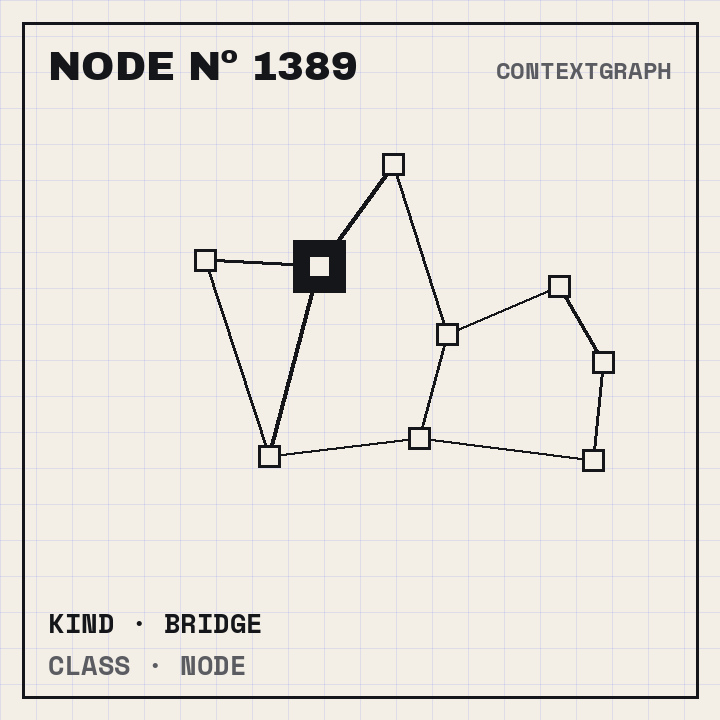 NODE Nº 1389
CONTEXTGRAPH
KIND · BRIDGE
CLASS · NODE